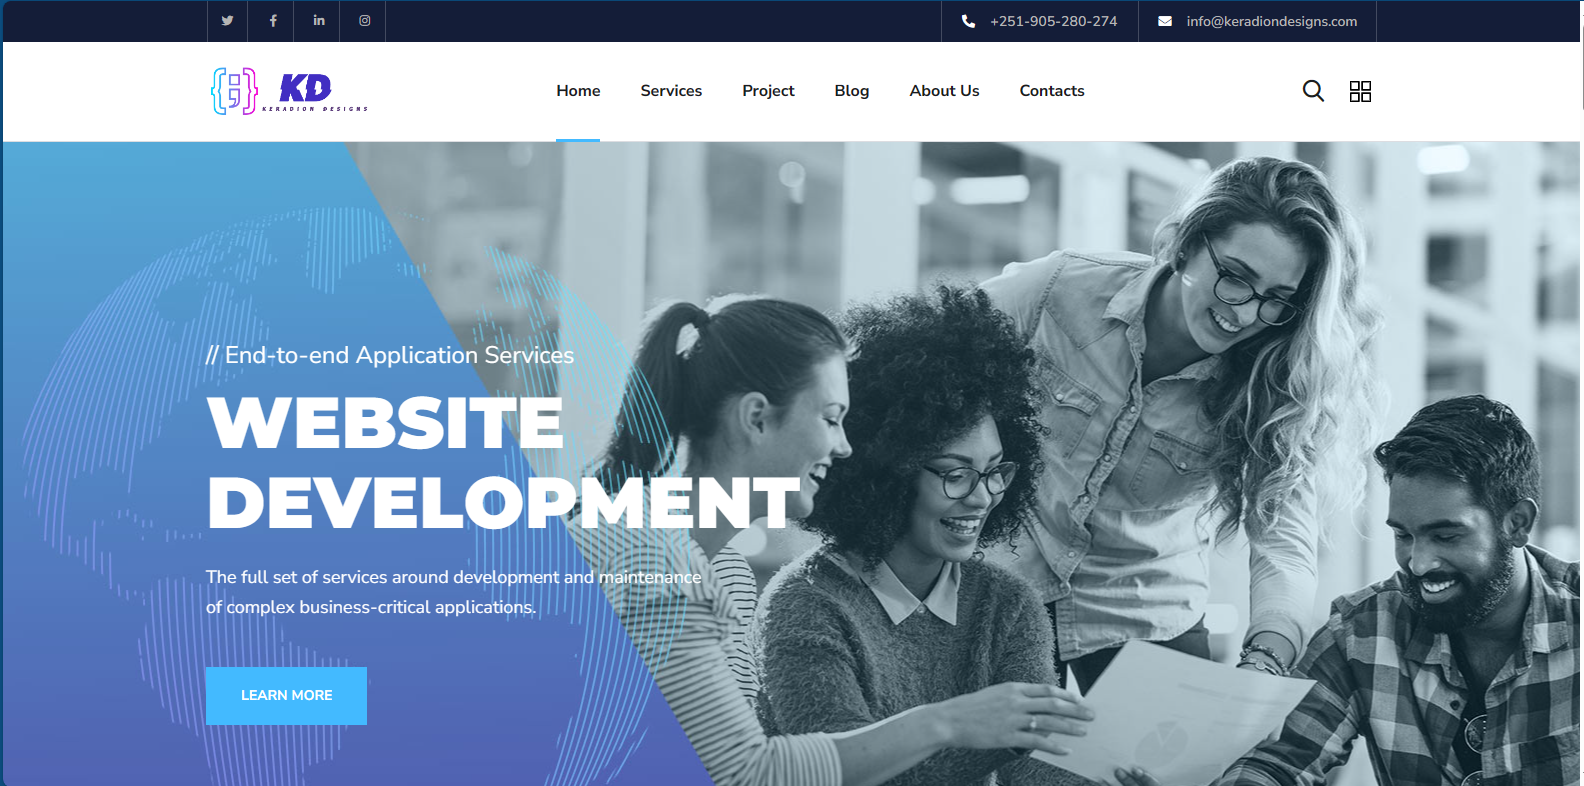 +251-905-280-274 info@keradiondesigns.com
KD
KERADION DESIGNS
Home Services Project Blog About Us Contacts
// End-to-end Application Services
WEBSITE
DEVELOPMENT
The full set of services around development and maintenance
of complex business-critical applications.
LEARN MORE